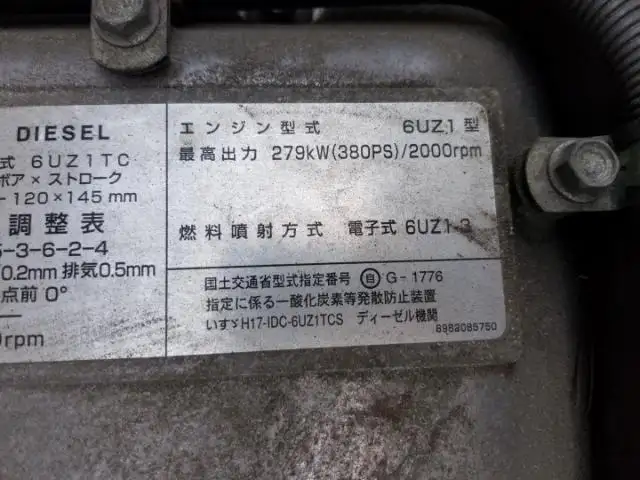 DIESEL
式 6UZ1TC
ボア×ストローク
- 120×145mm
調整表
5-3-6-2-4
0.2mm 排気0.5mm
点前 0°
rpm
エンジン型式 6UZ1型
最高出力 279kW(380PS)/2000rpm
燃料噴射方式 電子式 6UZ1-3
国土交通省型式指定番号 自 G-1776
指定に係る一酸化炭素等発散防止装置
いすゞH17-IDC-6UZ1TCS ディーゼル機関
8982085750